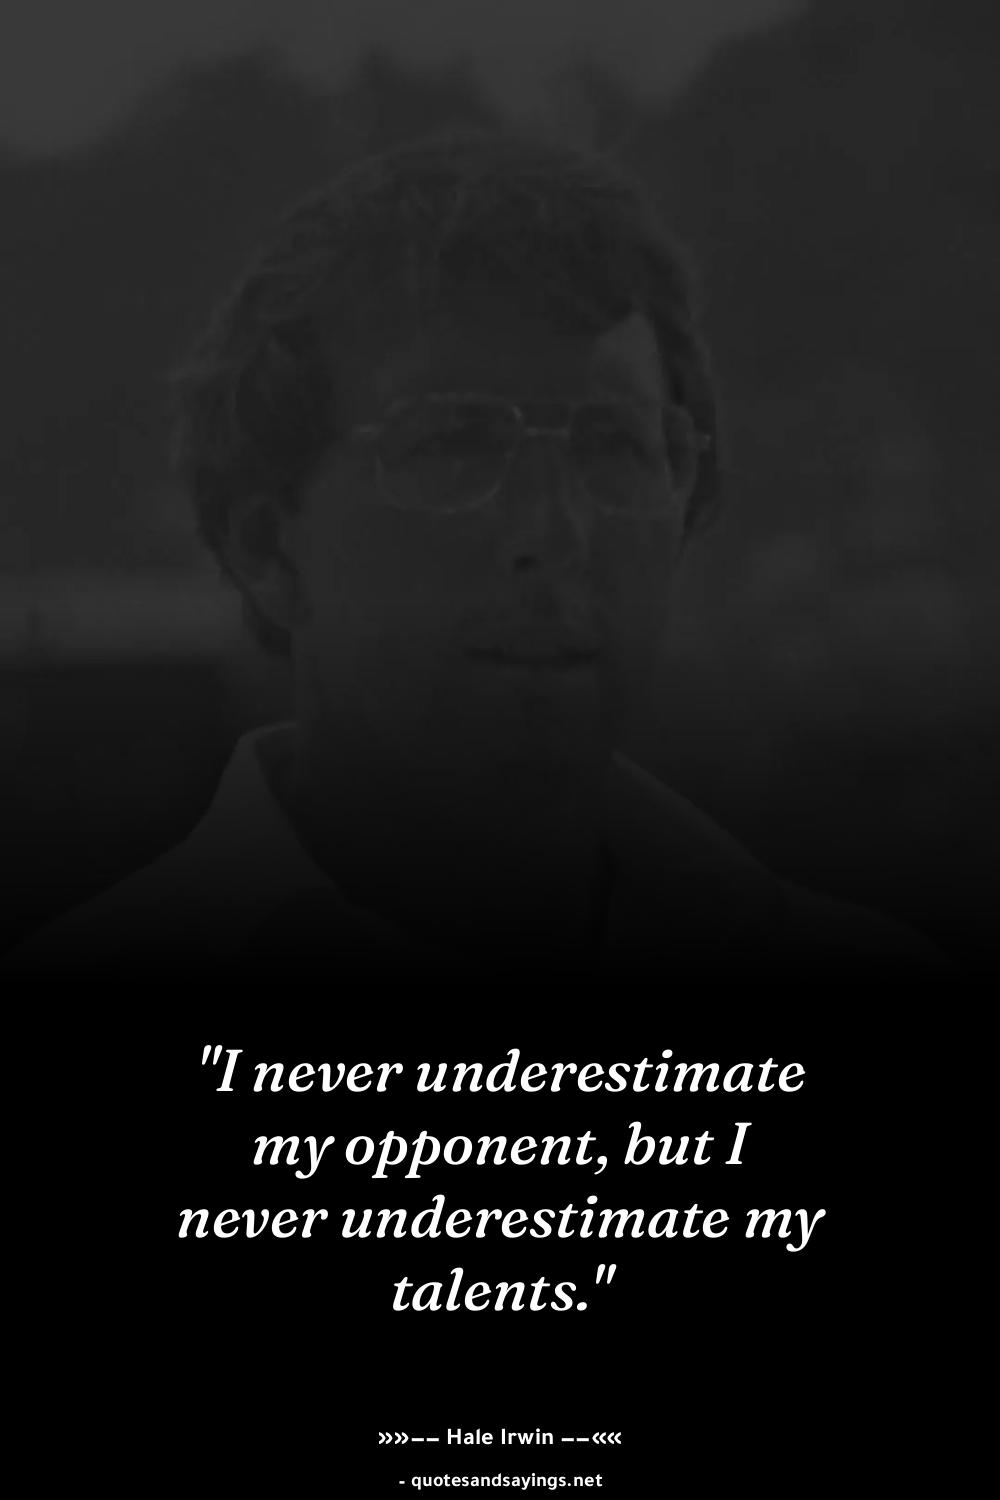 "I never underestimate
my opponent, but I
never underestimate my
talents."
»»−− Hale Irwin −−««
- quotesandsayings.net